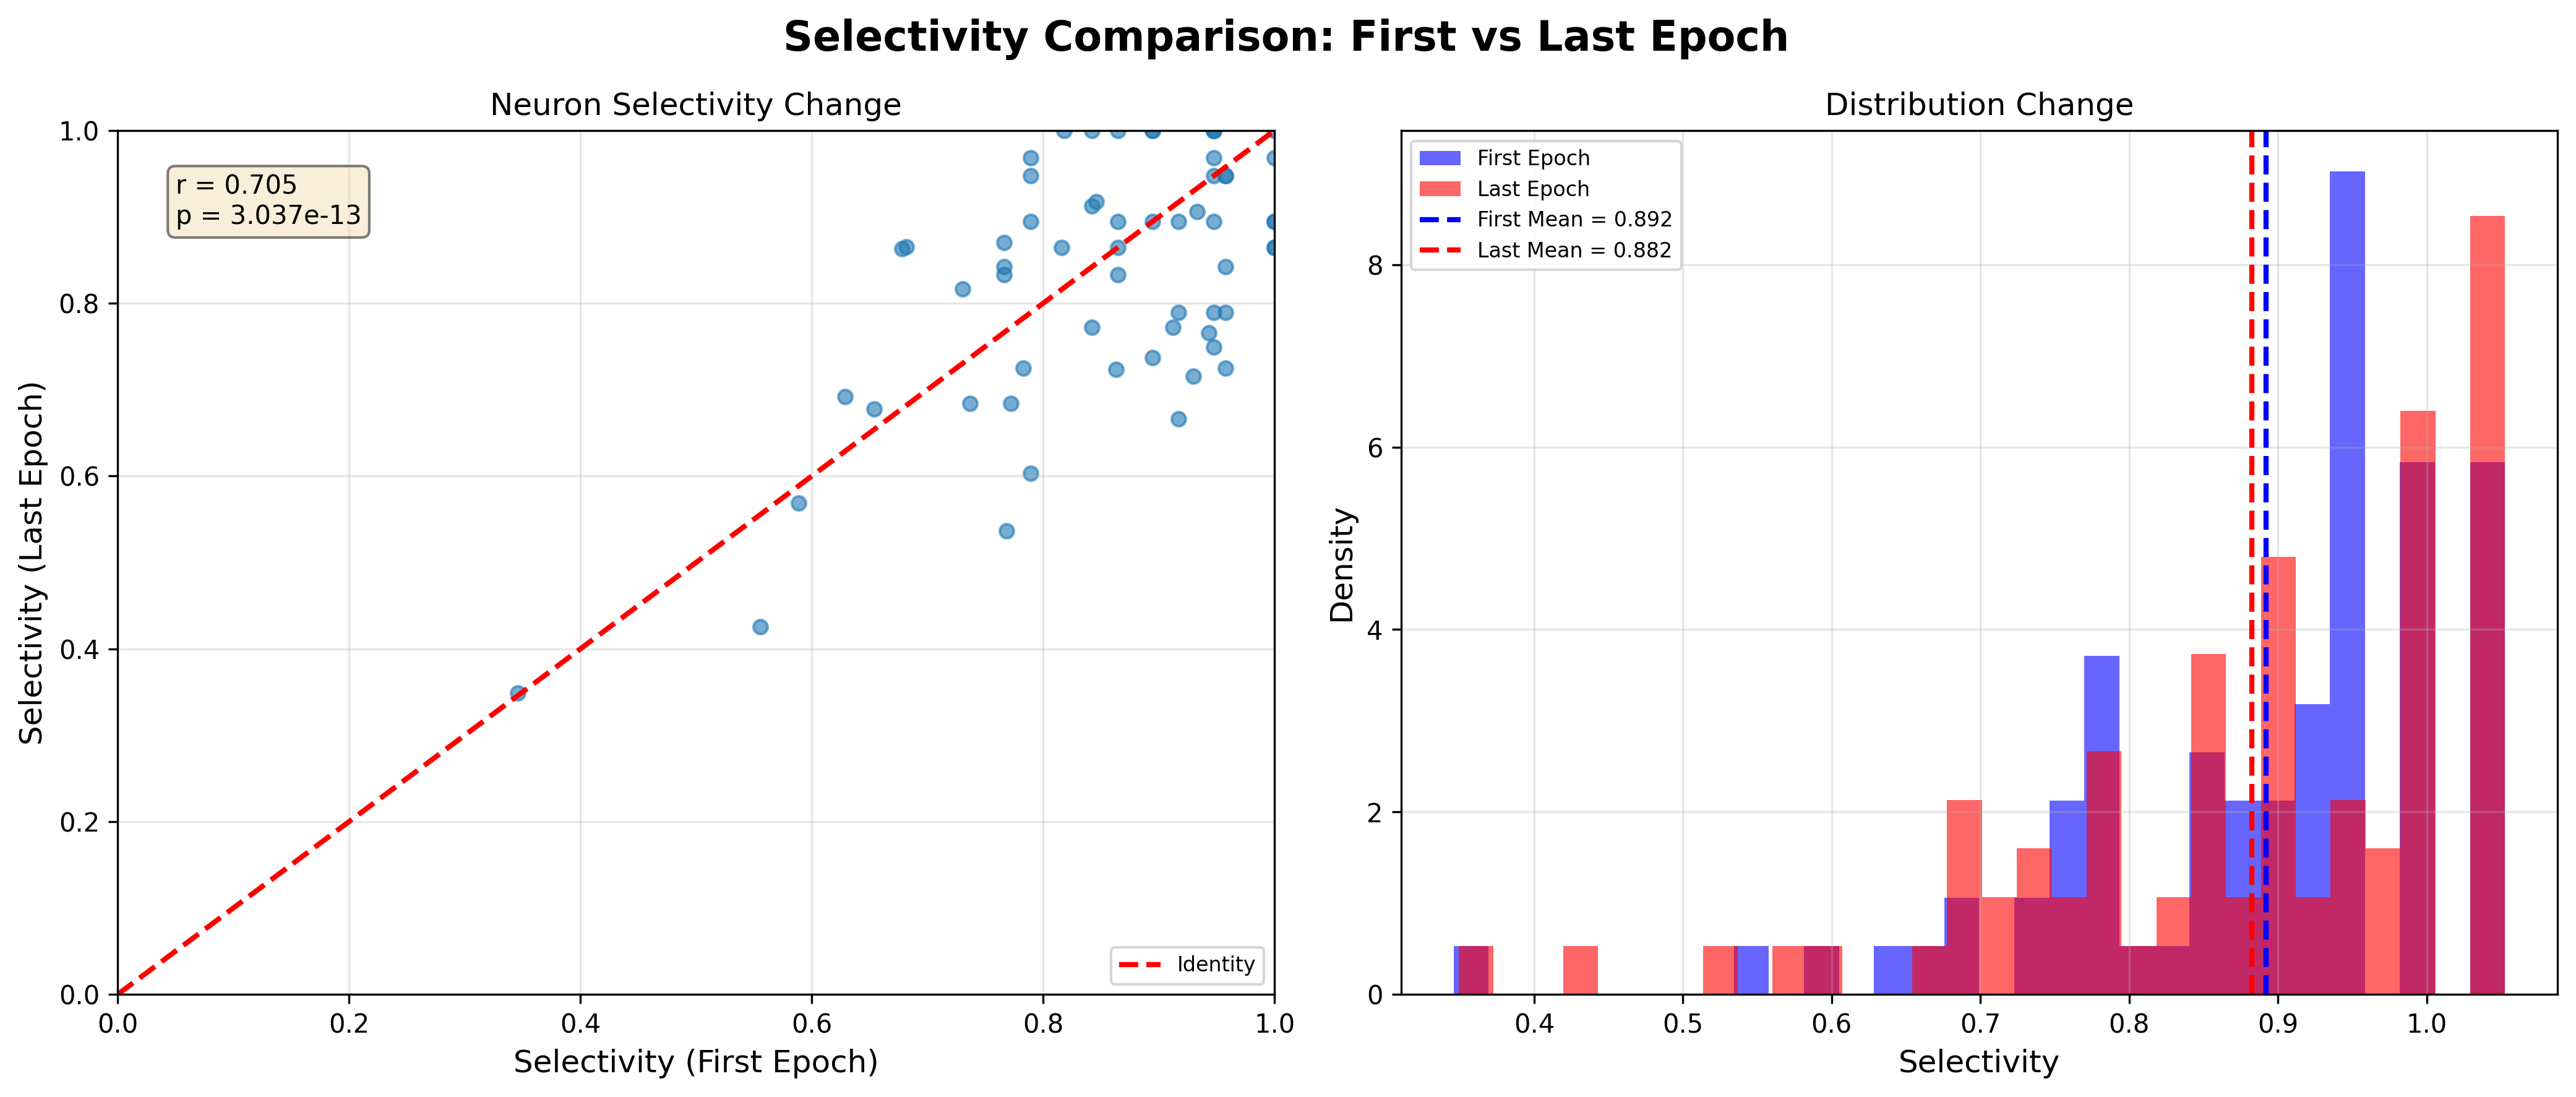 Selectivity Comparison: First vs Last Epoch
Neuron Selectivity Change
r = 0.705
p = 3.037e-13
Selectivity (Last Epoch)
1.0
0.8
0.6
0.4
0.2
0.0
0.0 0.2 0.4 0.6 0.8 1.0
Selectivity (First Epoch)
Identity
Distribution Change
First Epoch
Last Epoch
First Mean = 0.892
Last Mean = 0.882
Density
8
6
4
2
0
0.4 0.5 0.6 0.7 0.8 0.9 1.0
Selectivity